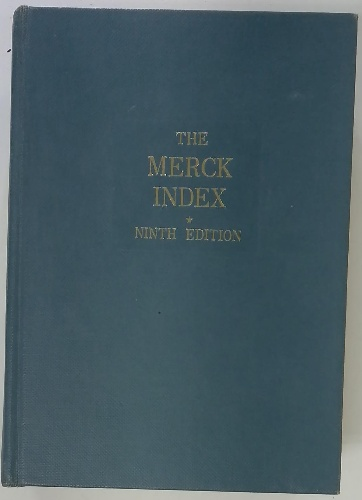 THE
MERCK
INDEX
★
NINTH EDITION